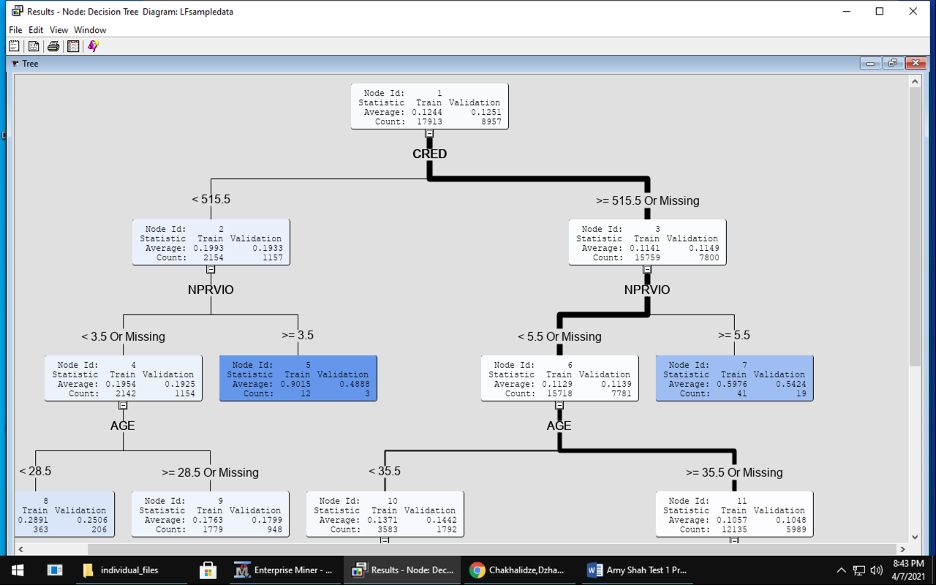 Results - Node: Decision Tree Diagram: LFsampledata
File Edit View Window
Tree
Node Id: 1
Statistic Train Validation
Average: 0.1244 0.1251
Count: 17913 8957
CRED
< 515.5
>= 515.5 Or Missing
Node Id: 2
Statistic Train Validation
Average: 0.1993 0.1933
Count: 2154 1157
Node Id: 3
Statistic Train Validation
Average: 0.1141 0.1149
Count: 15759 7800
NPRVIO
NPRVIO
< 3.5 Or Missing
>= 3.5
< 5.5 Or Missing
>= 5.5
Node Id: 4
Statistic Train Validation
Average: 0.1954 0.1925
Count: 2142 1154
Node Id: 5
Statistic Train Validation
Average: 0.9015 0.4888
Count: 12 3
Node Id: 6
Statistic Train Validation
Average: 0.1129 0.1139
Count: 15718 7781
Node Id: 7
Statistic Train Validation
Average: 0.5976 0.5424
Count: 41 19
AGE
AGE
< 28.5
>= 28.5 Or Missing
< 35.5
>= 35.5 Or Missing
8
Train Validation
0.2891 0.2506
363 206
Node Id: 9
Statistic Train Validation
Average: 0.1763 0.1799
Count: 1779 948
Node Id: 10
Statistic Train Validation
Average: 0.1371 0.1442
Count: 3583 1792
Node Id: 11
Statistic Train Validation
Average: 0.1057 0.1048
Count: 12135 5989
individual_files
Enterprise Miner - ...
Results - Node: Dec...
Chakhalidze,Dzha...
Amy Shah Test 1 Pr...
8:43 PM
4/7/2021